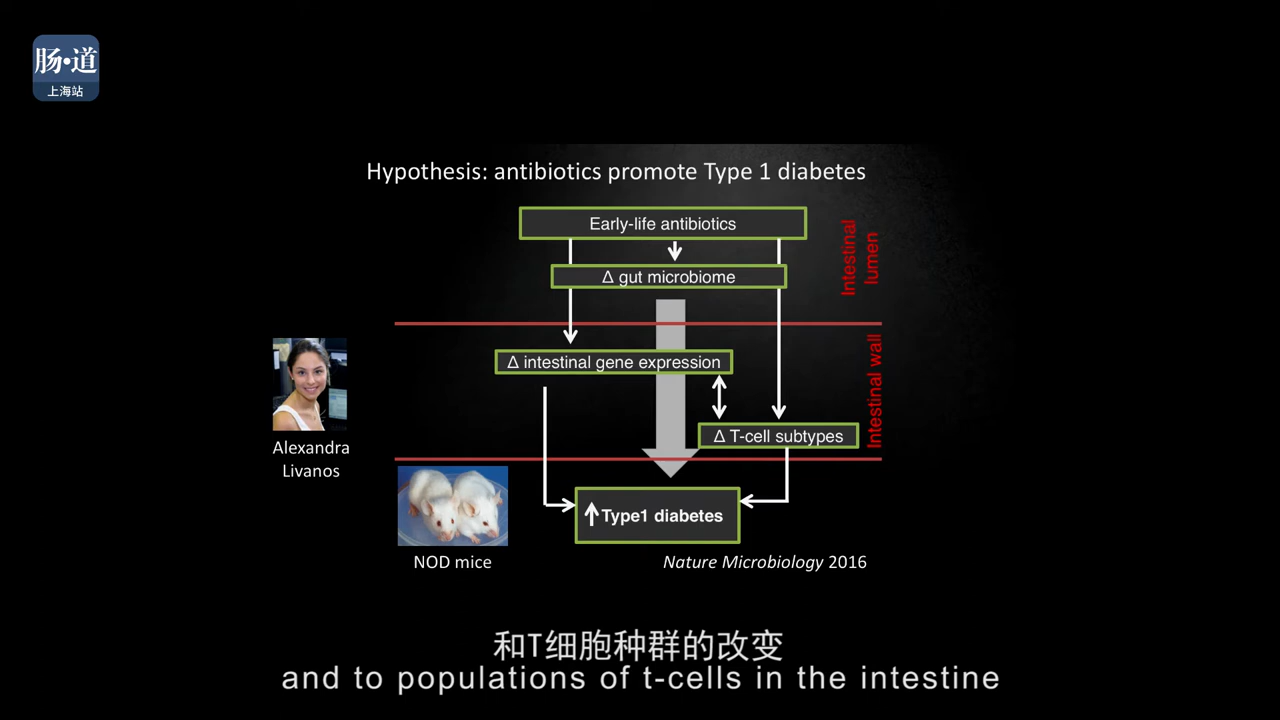 肠·道
上海站
Hypothesis: antibiotics promote Type 1 diabetes
Early-life antibiotics
Δ gut microbiome
Intestinal
lumen
Δ intestinal gene expression
Intestinal wall
Δ T-cell subtypes
Alexandra
Livanos
Type1 diabetes
NOD mice
Nature Microbiology 2016
和T细胞种群的改变
and to populations of t-cells in the intestine